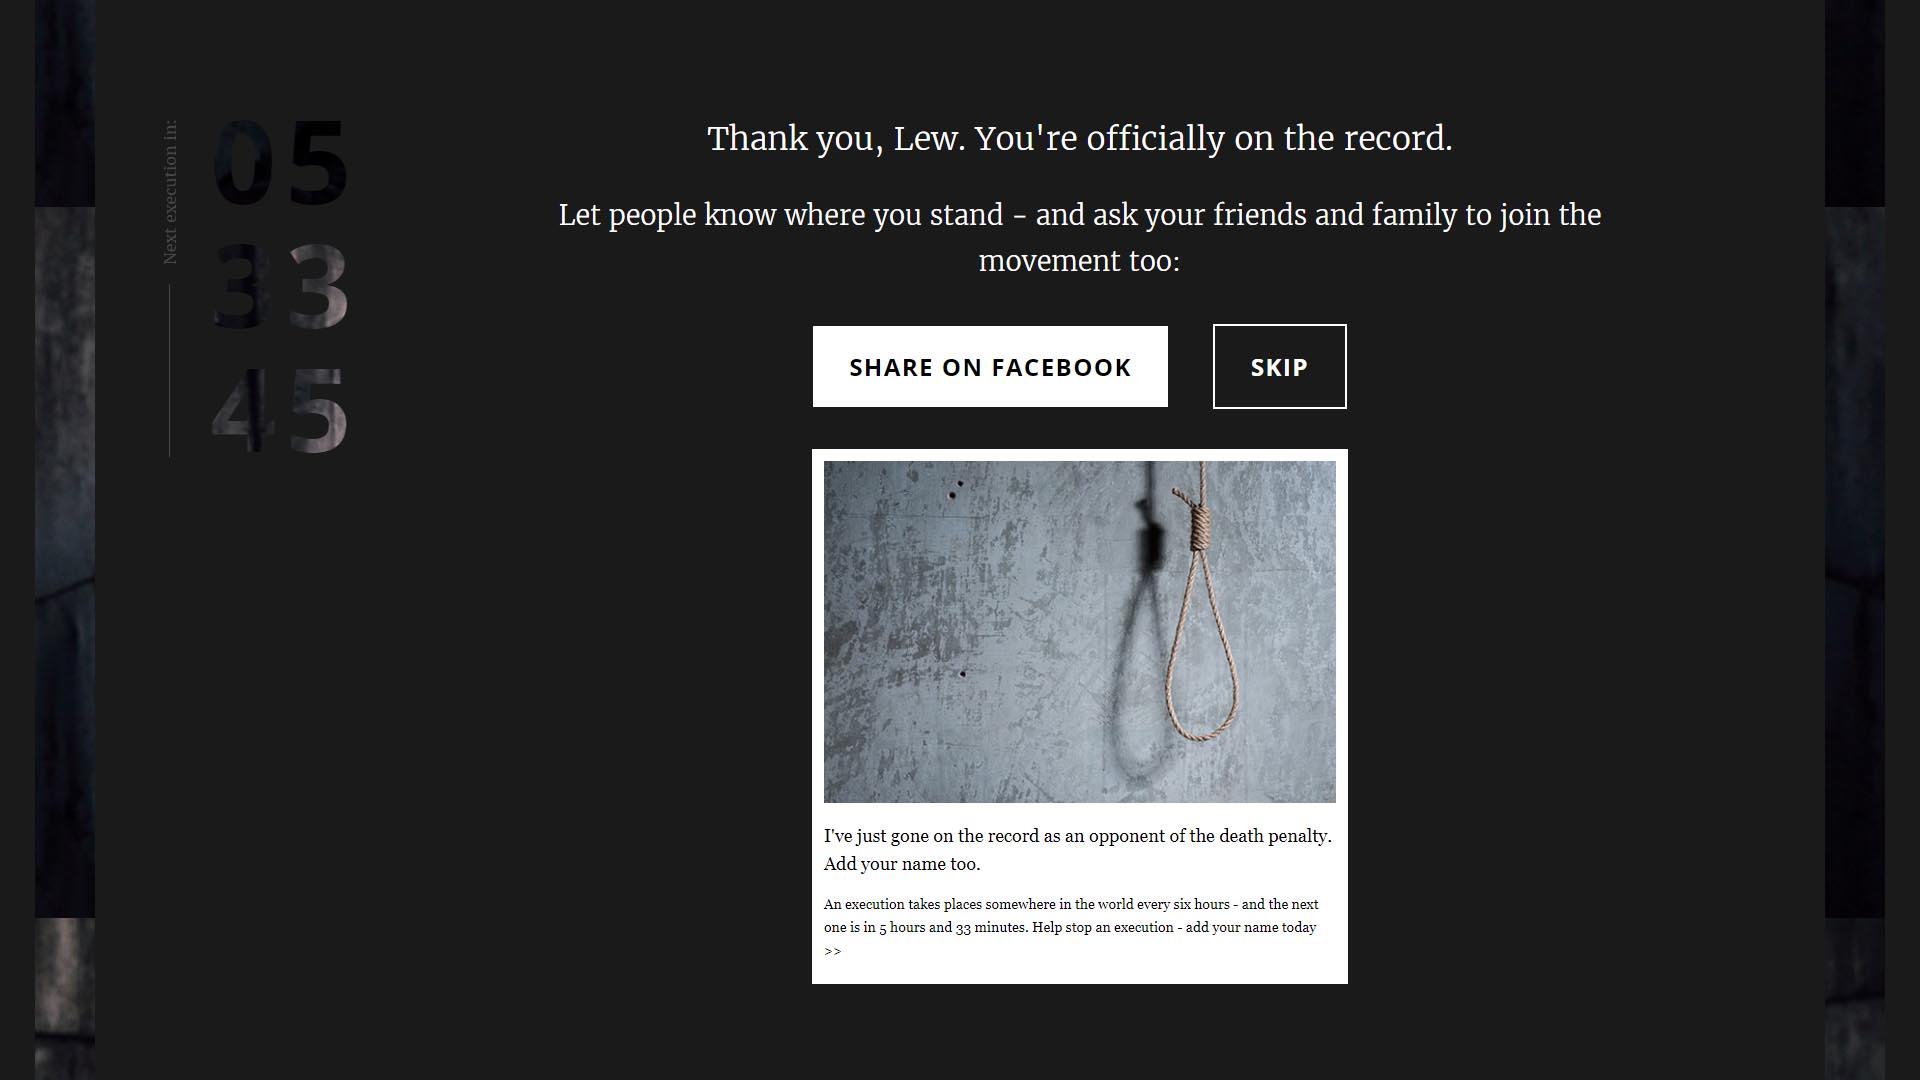 Next execution in:
05
33
45
Thank you, Lew. You're officially on the record.
Let people know where you stand - and ask your friends and family to join the
movement too:
SHARE ON FACEBOOK
SKIP
I've just gone on the record as an opponent of the death penalty.
Add your name too.
An execution takes places somewhere in the world every six hours - and the next
one is in 5 hours and 33 minutes. Help stop an execution - add your name today
>>